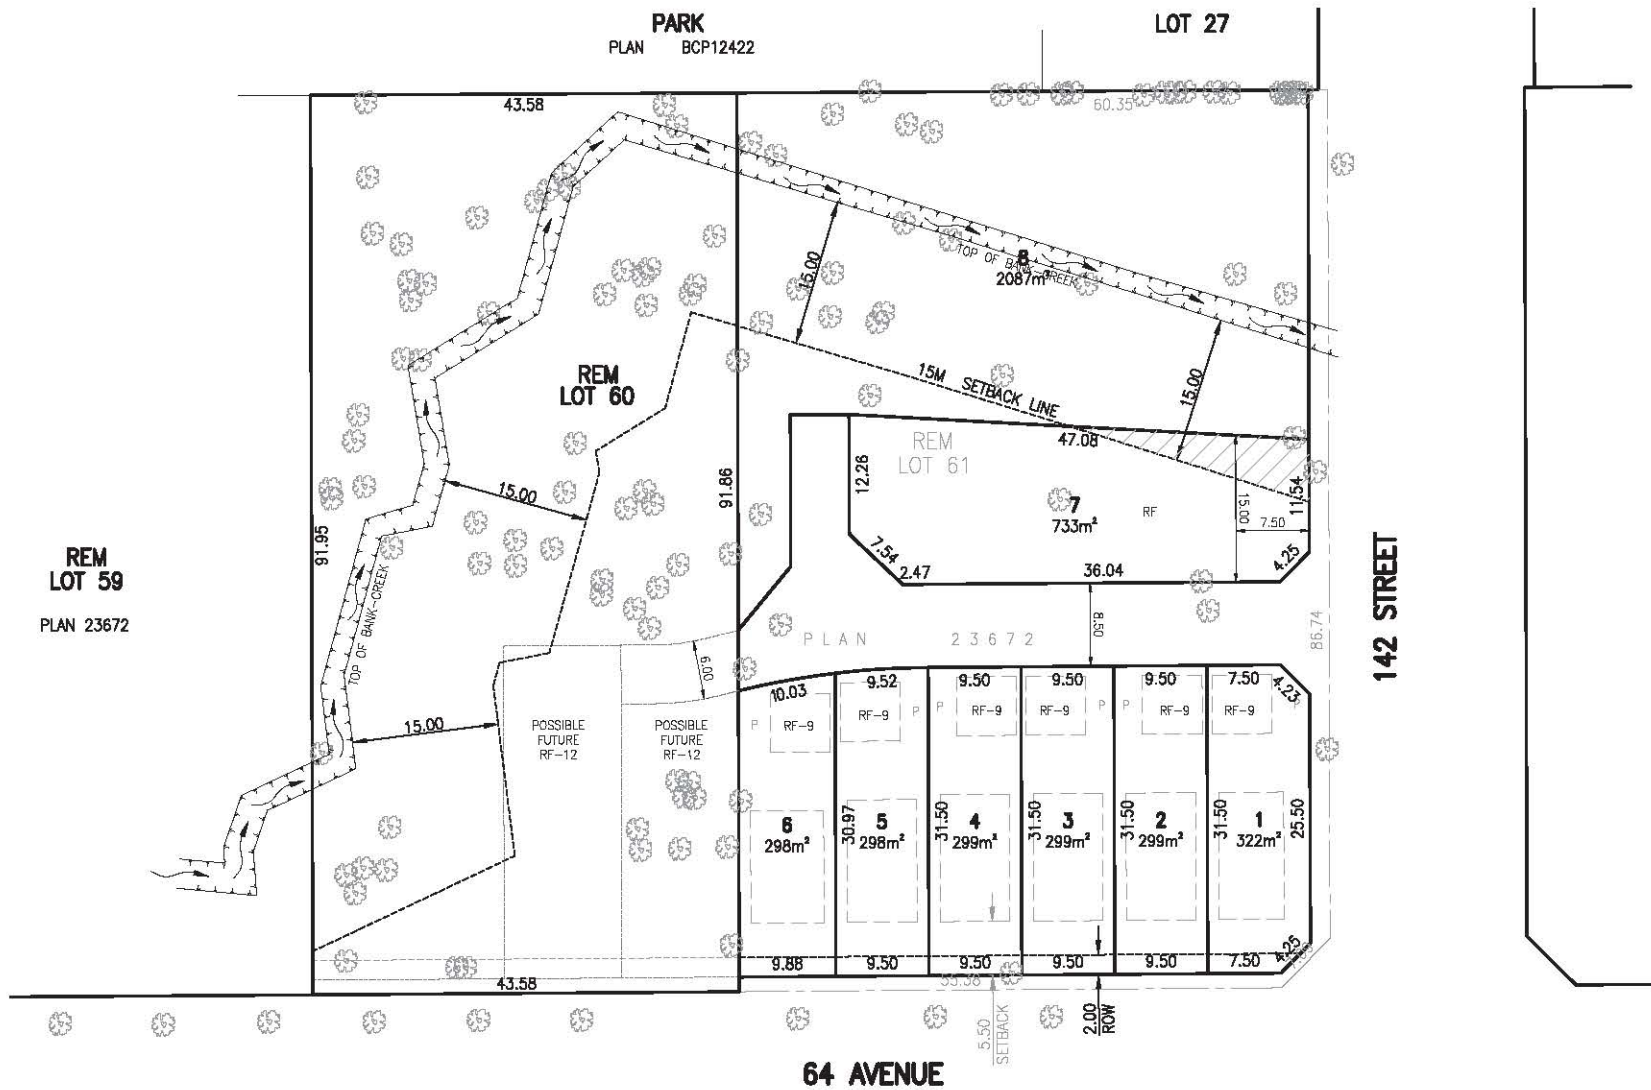 PARK
PLAN BCP12422
LOT 27
43.58
60.35
15.00
TOP OF BANK-CREEK
8
2087m²
15.00
15M SETBACK LINE
REM
LOT 60
REM
LOT 61
47.08
12.26
91.86
91.95
15.00
7
733m²
RF
15.00
7.50
11.54
4.25
7.54
2.47
36.04
REM
LOT 59
PLAN 23672
TOP OF BANK-CREEK
PLAN 23672
8.50
86.74
142 STREET
6.00
15.00
POSSIBLE
FUTURE
RF-12
POSSIBLE
FUTURE
RF-12
10.03
9.52
9.50
9.50
9.50
7.50
4.23
P
RF-9
RF-9
P
P
RF-9
RF-9
P
P
RF-9
RF-9
6
298m²
30.97
5
298m²
31.50
4
299m²
31.50
3
299m²
31.50
2
299m²
31.50
1
322m²
25.50
9.88
9.50
9.50
9.50
9.50
7.50
4.25
43.58
5.50
SETBACK
2.00
ROW
64 AVENUE